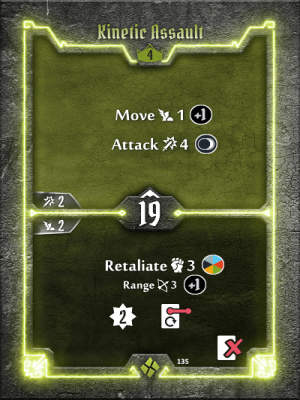 Kinetic Assault
4
Move 1 +1
Attack 4
2
19
2
Retaliate 3
Range 3 +1
2
135